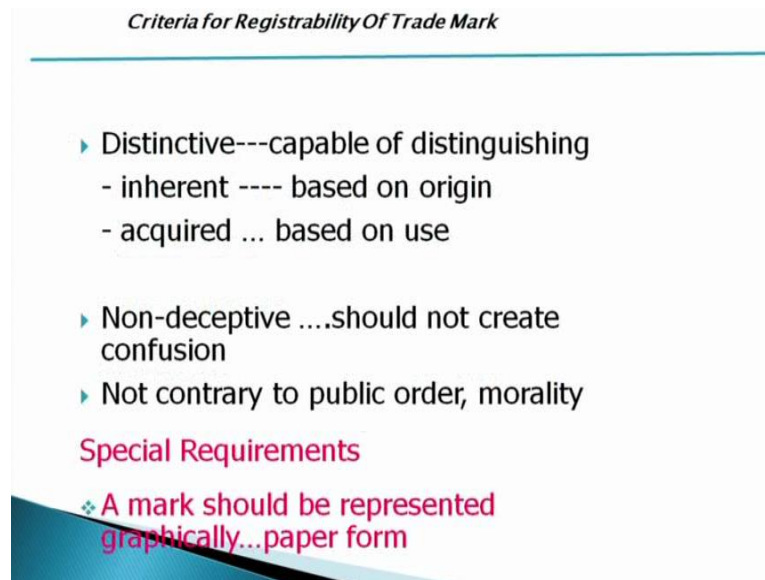 Criteria for Registrability Of Trade Mark
Distinctive---capable of distinguishing
- inherent ---- based on origin
- acquired ... based on use
Non-deceptive ....should not create
confusion
Not contrary to public order, morality
Special Requirements
A mark should be represented
graphically...paper form